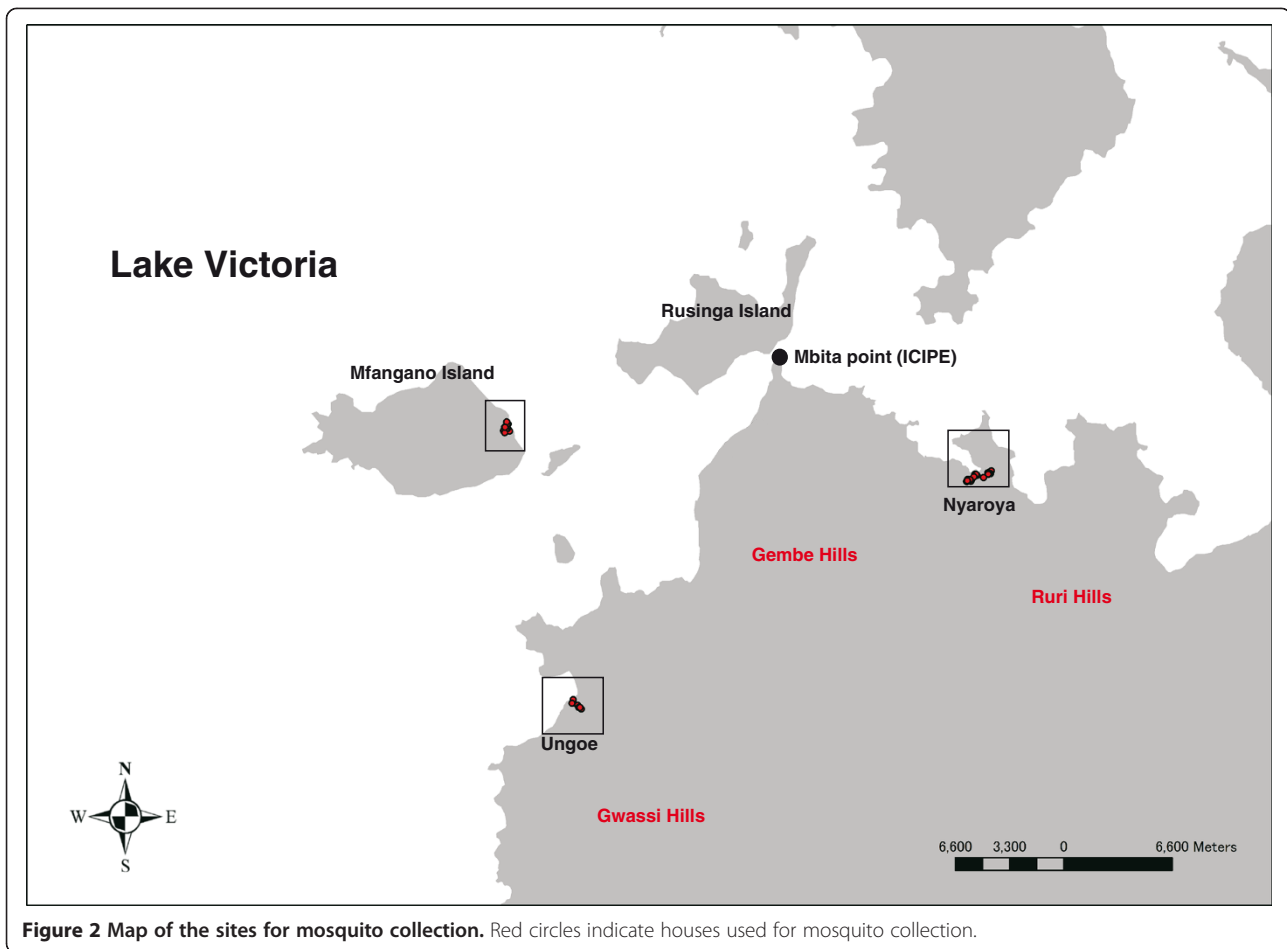 Lake Victoria
Rusinga Island
Mbita point (ICIPE)
Mfangano Island
Nyaroya
Gembe Hills
Ruri Hills
Ungoe
Gwassi Hills
N
W E
S
6,600 3,300 0 6,600 Meters
Figure 2 Map of the sites for mosquito collection. Red circles indicate houses used for mosquito collection.